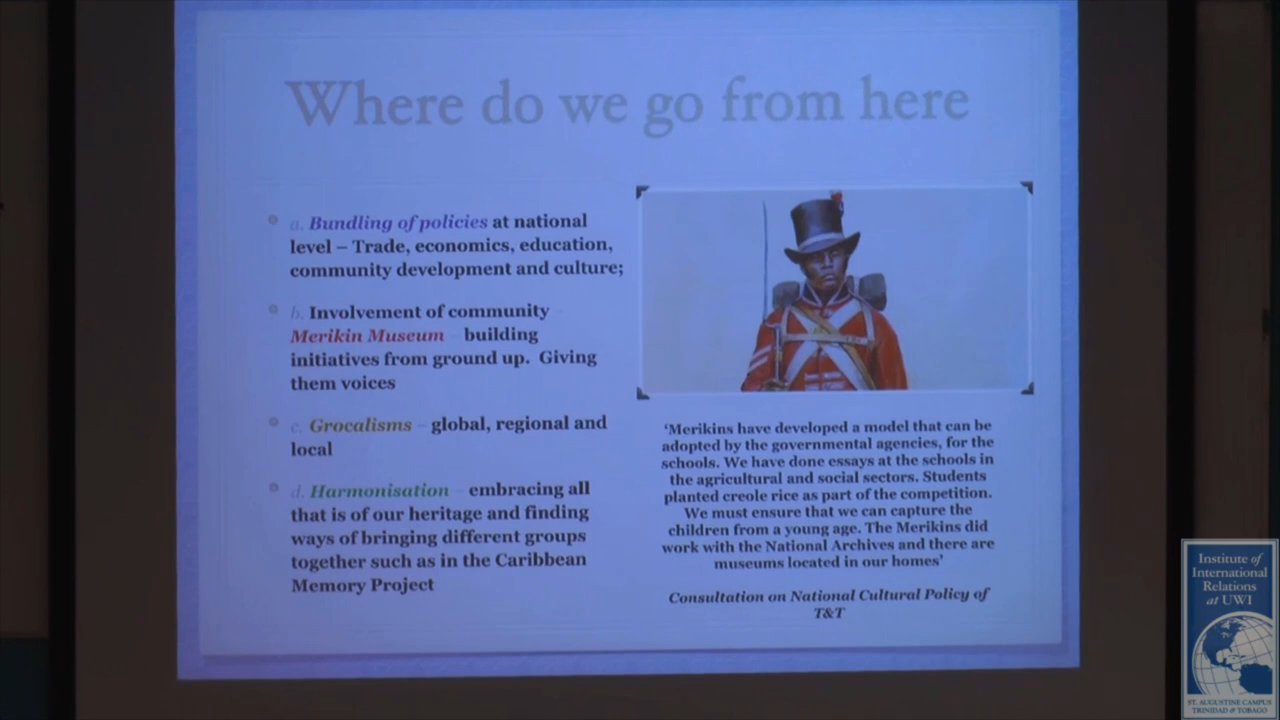 Where do we go from here
a. Bundling of policies at national
level – Trade, economics, education,
community development and culture;
b. Involvement of community –
Merikin Museum – building
initiatives from ground up. Giving
them voices
c. Grocalisms – global, regional and
local
d. Harmonisation – embracing all
that is of our heritage and finding
ways of bringing different groups
together such as in the Caribbean
Memory Project
‘Merikins have developed a model that can be
adopted by the governmental agencies, for the
schools. We have done essays at the schools in
the agricultural and social sectors. Students
planted creole rice as part of the competition.
We must ensure that we can capture the
children from a young age. The Merikins did
work with the National Archives and there are
museums located in our homes’
Consultation on National Cultural Policy of
T&T
Institute of
International
Relations
at UWI
ST. AUGUSTINE CAMPUS
TRINIDAD & TOBAGO